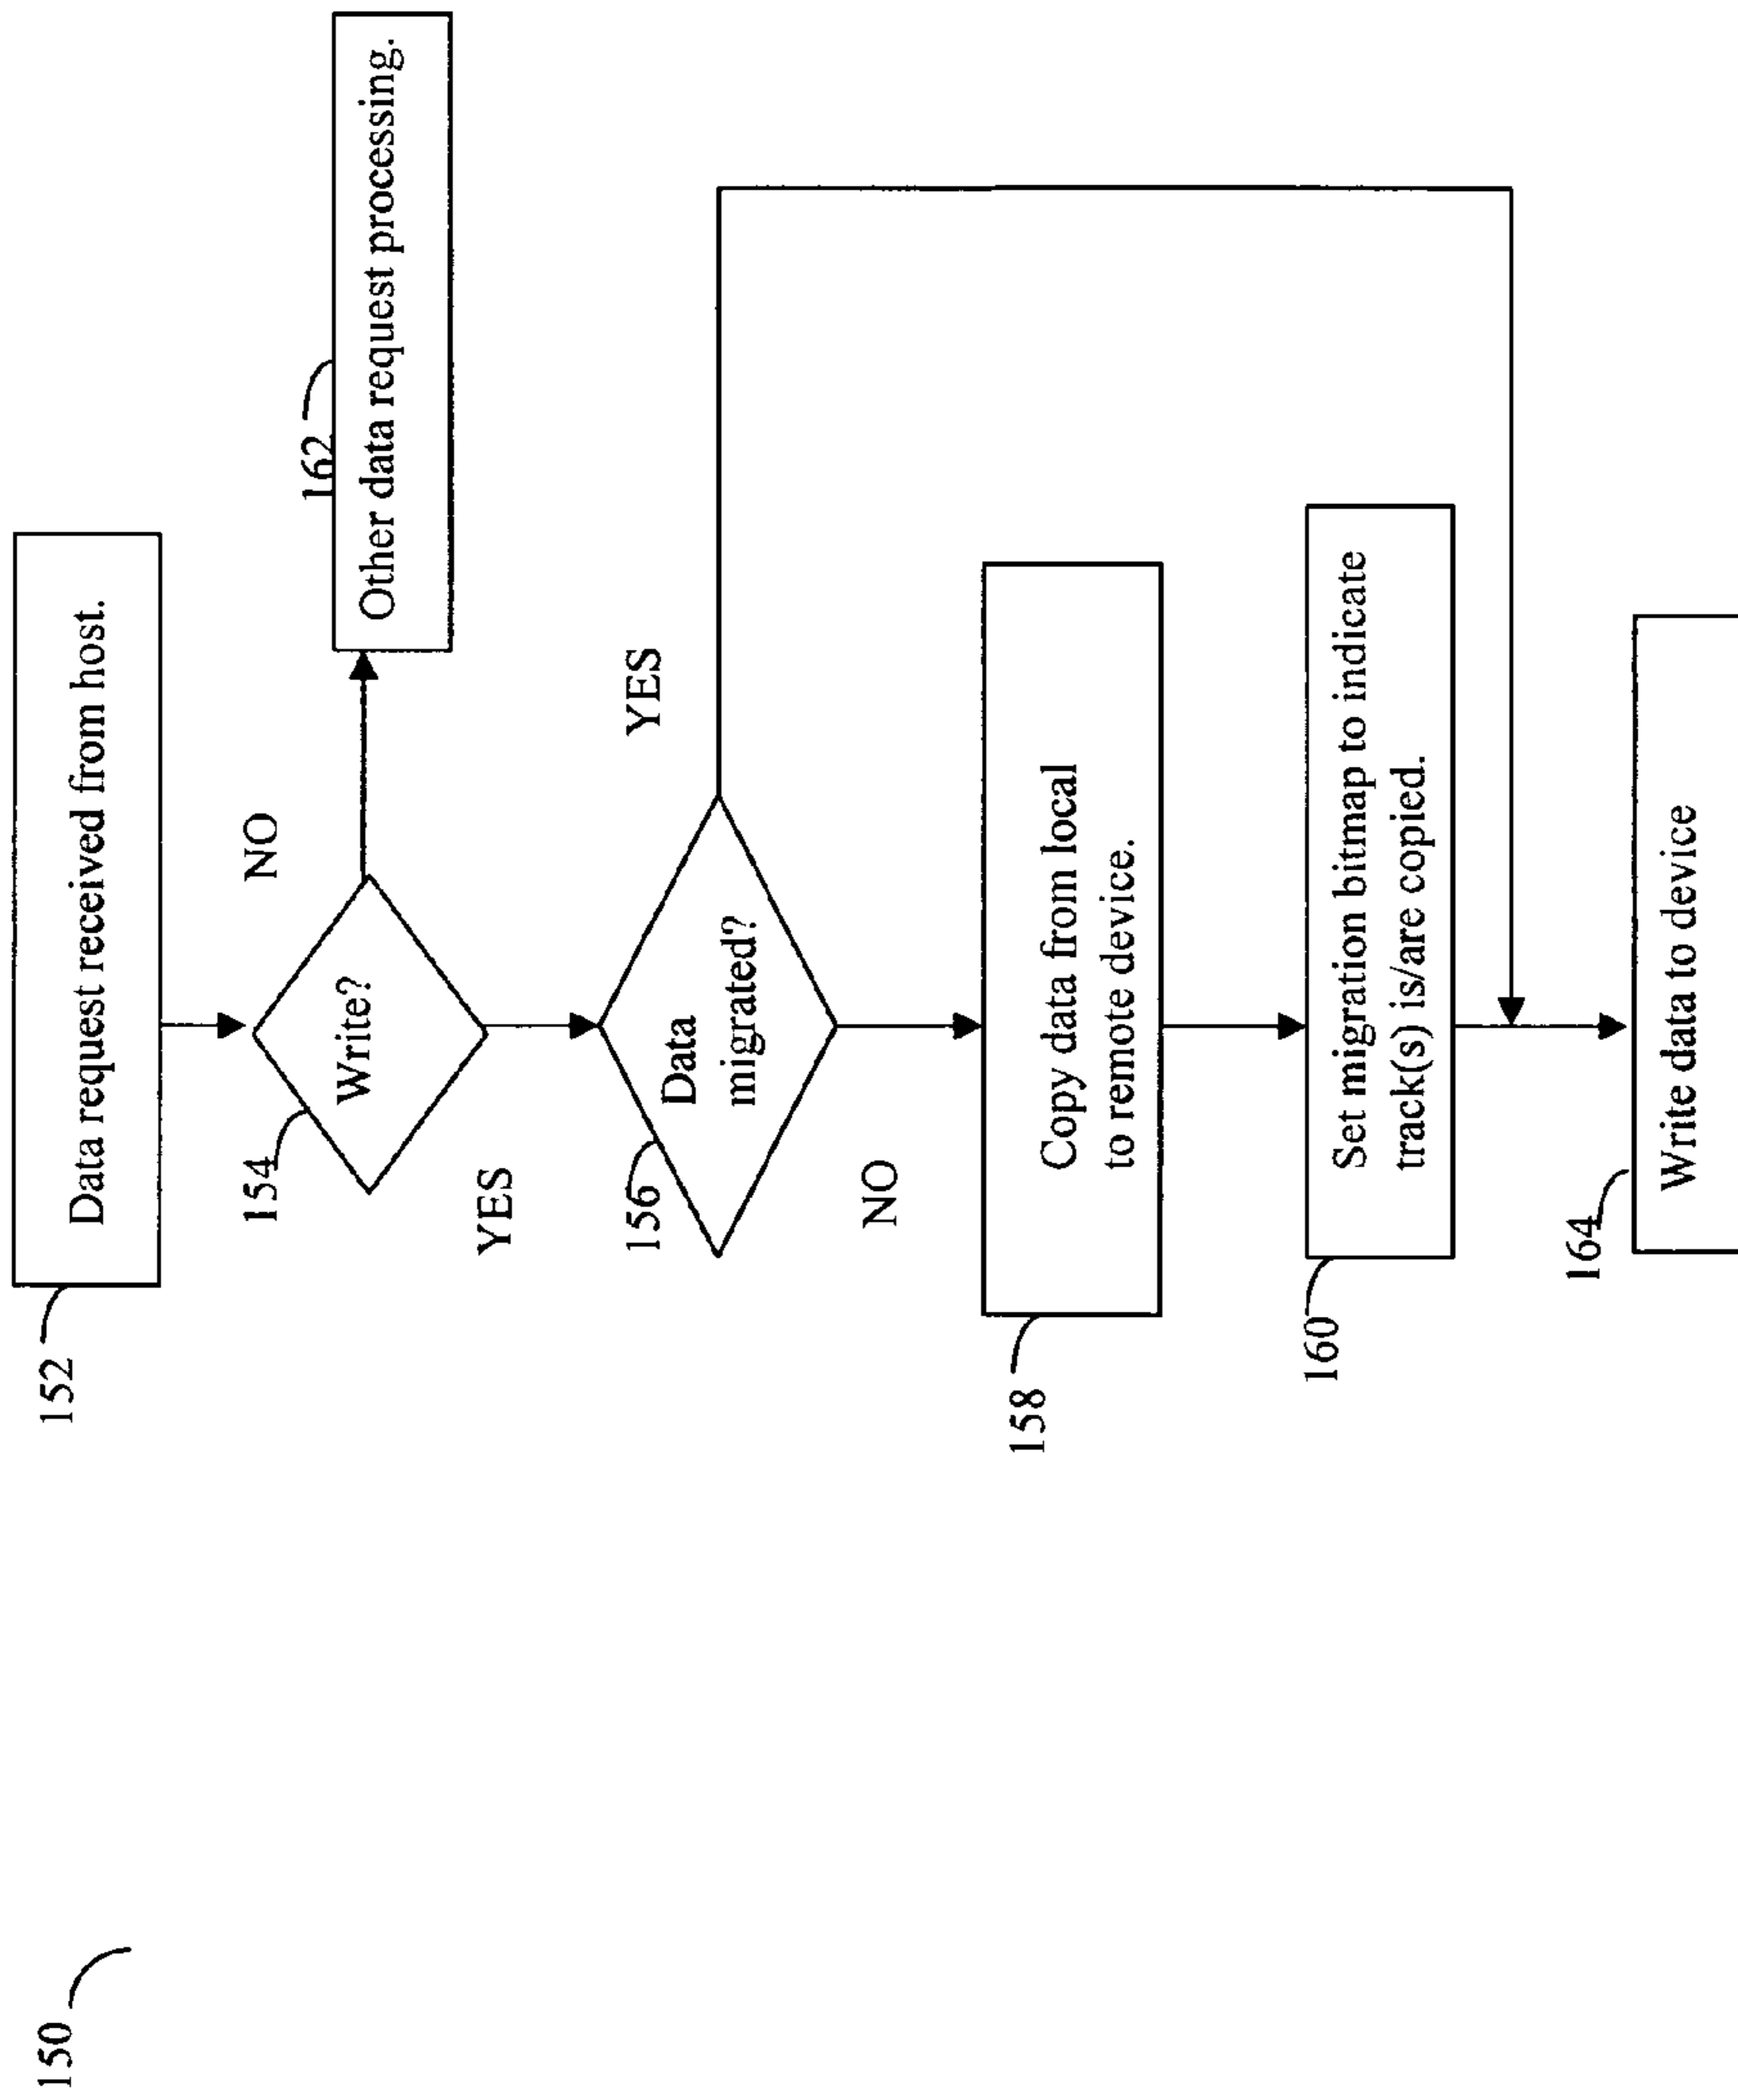 150
152
Data request received from host.
154
Write?
NO
162
Other data request processing.
YES
156
Data
migrated?
YES
NO
158
Copy data from local
to remote device.
160
Set migration bitmap to indicate
track(s) is/are copied.
164
Write data to device